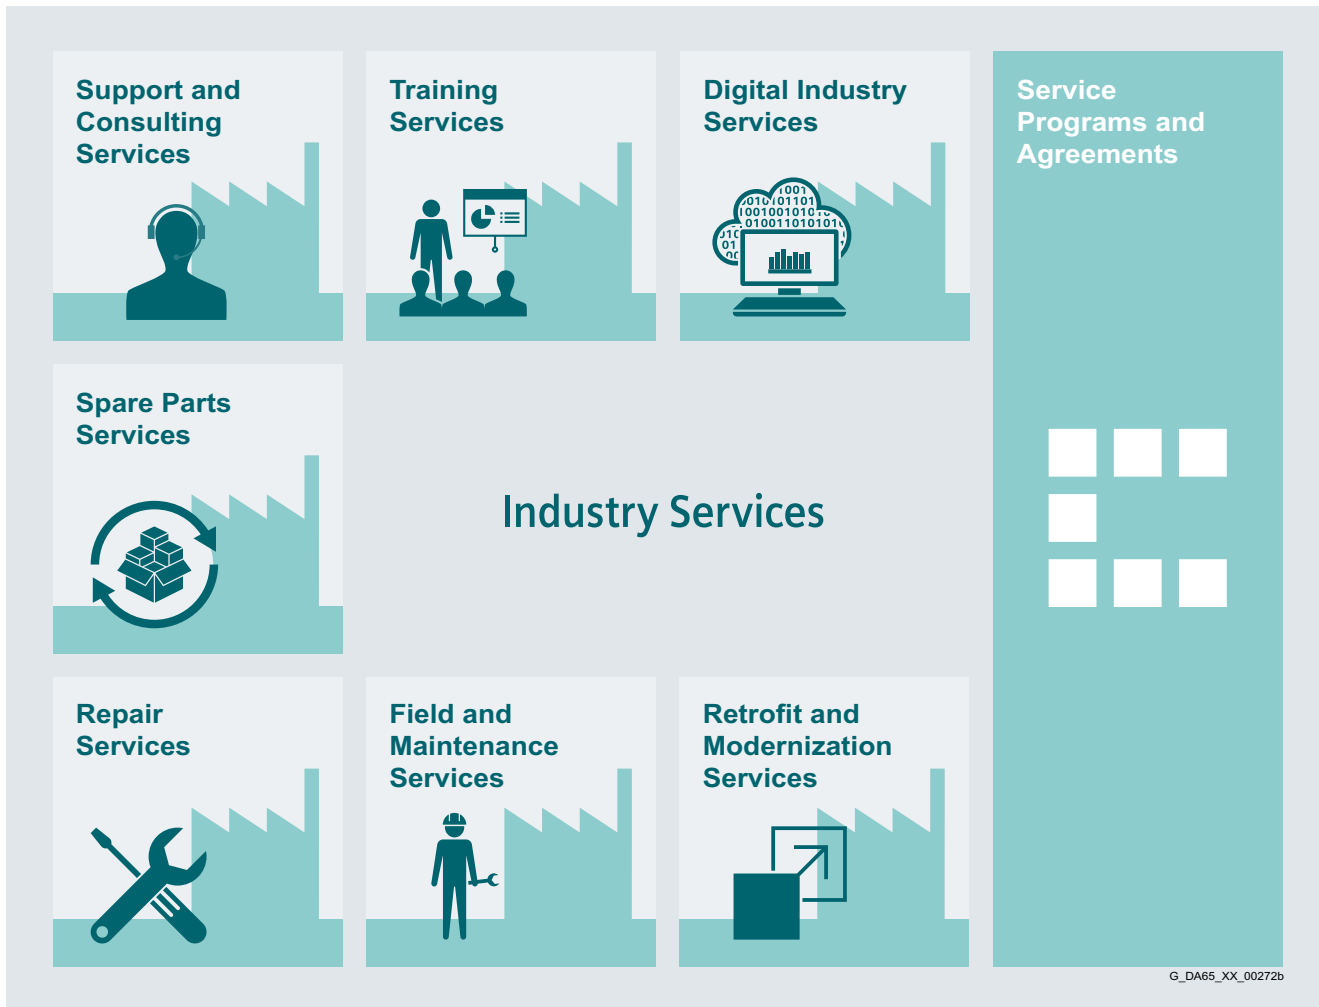 Support and
Consulting
Services
Training
Services
Digital Industry
Services
Service
Programs and
Agreements
Spare Parts
Services
Industry Services
Repair
Services
Field and
Maintenance
Services
Retrofit and
Modernization
Services
G_DA65_XX_00272b